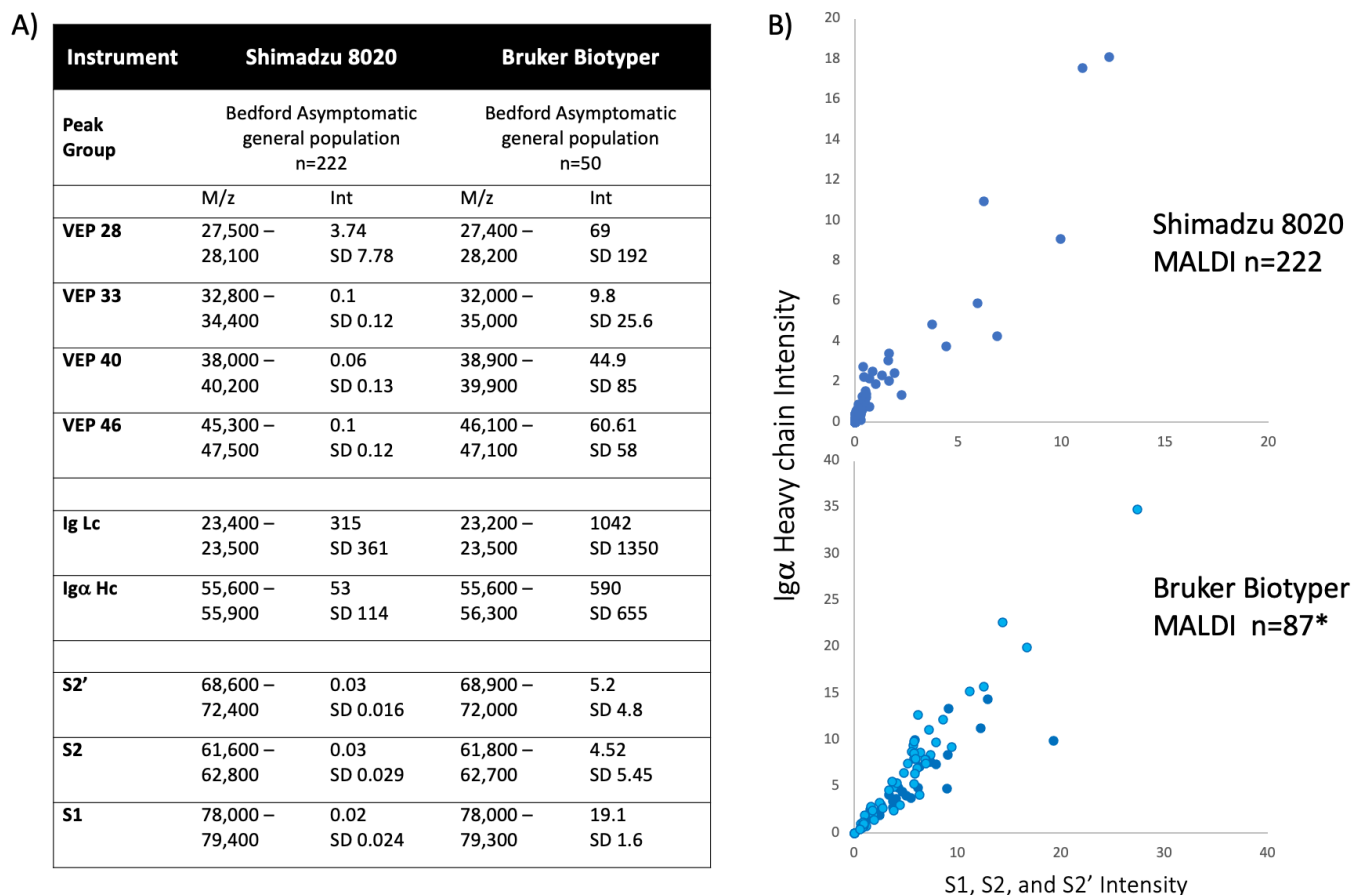 A)
Instrument Shimadzu 8020 Bruker Biotyper
Peak Group
Bedford Asymptomatic general population n=222
Bedford Asymptomatic general population n=50
M/z Int M/z Int
VEP 28 27,500 – 3.74 27,400 – 69
28,100 SD 7.78 28,200 SD 192
VEP 33 32,800 – 0.1 32,000 – 9.8
34,400 SD 0.12 35,000 SD 25.6
VEP 40 38,000 – 0.06 38,900 – 44.9
40,200 SD 0.13 39,900 SD 85
VEP 46 45,300 – 0.1 46,100 – 60.61
47,500 SD 0.12 47,100 SD 58
Ig Lc 23,400 – 315 23,200 – 1042
23,500 SD 361 23,500 SD 1350
Igα Hc 55,600 – 53 55,600 – 590
55,900 SD 114 56,300 SD 655
S2’ 68,600 – 0.03 68,900 – 5.2
72,400 SD 0.016 72,000 SD 4.8
S2 61,600 – 0.03 61,800 – 4.52
62,800 SD 0.029 62,700 SD 5.45
S1 78,000 – 0.02 78,000 – 19.1
79,400 SD 0.024 79,300 SD 1.6
B)
Igα Heavy chain Intensity
20
18
16
14
12
10
8
6
4
2
0
0 5 10 15 20
Shimadzu 8020
MALDI n=222
40
35
30
25
20
15
10
5
0
0 10 20 30 40
Bruker Biotyper
MALDI n=87*
S1, S2, and S2’ Intensity